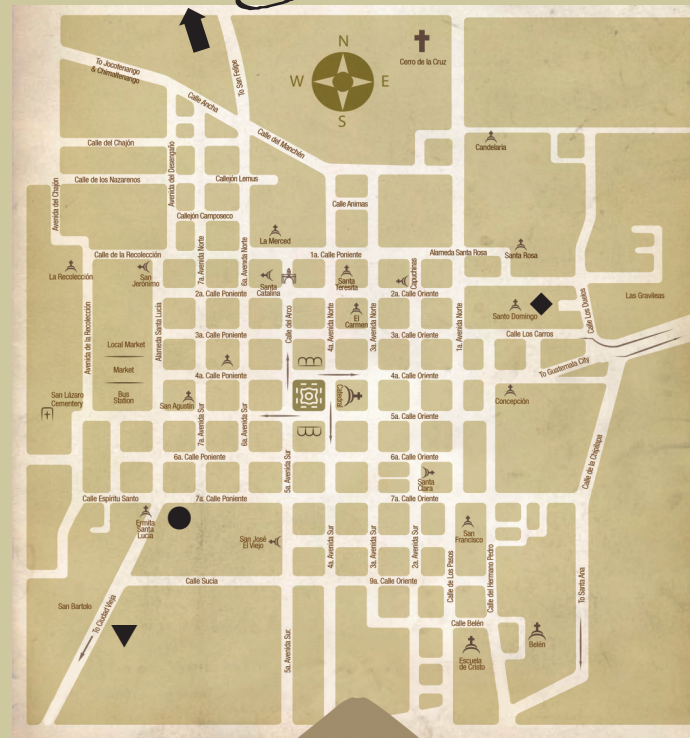 N
W
E
S
Cerro de la Cruz
To Jocotenango
& Chimaltenango
To San Felipe
Calle Ancha
Calle del Manchén
Calle del Chajón
Avenida del Desengaño
Candelaria
Calle de los Nazarenos
Callejón Lemus
Avenida del Chajón
Calle Animas
Callejón Camposeco
La Merced
7a. Avenida Norte
6a. Avenida Norte
Calle de la Recolección
1a. Calle Poniente
Alameda Santa Rosa
Santa Rosa
La Recolección
San
Jerónimo
Santa
Catalina
Santa
Teresita
Capuchinas
2a. Calle Poniente
2a. Calle Oriente
Las Gravileas
Calle Los Duelos
Santo Domingo
Avenida de la Recolección
Alameda Santa Lucía
Calle del Arco
4a. Avenida Norte
El
Carmen
3a. Avenida Norte
1a. Avenida Norte
3a. Calle Poniente
3a. Calle Oriente
Calle Los Carros
Local Market
Market
Bus
Station
To Guatemala City
4a. Calle Poniente
4a. Calle Oriente
San Lázaro
Cementery
San Agustín
Catedral
Concepción
7a. Avenida Sur
6a. Avenida Sur
5a. Calle Oriente
6a. Calle Poniente
5a. Avenida Sur
6a. Calle Oriente
Calle de la Chipilapa
Santa
Clara
Calle Espíritu Santo
7a. Calle Poniente
7a. Calle Oriente
Ermita
Santa
Lucía
San José
El Viejo
4a. Avenida Sur
3a. Avenida Sur
2a. Avenida Sur
San
Francisco
Calle de Los Pasos
Calle del Hermano Pedro
Calle Sucia
9a. Calle Oriente
To Santa Ana
San Bartolo
To Ciudad Vieja
Calle Belén
5a. Avenida Sur
Escuela
de Cristo
Belén